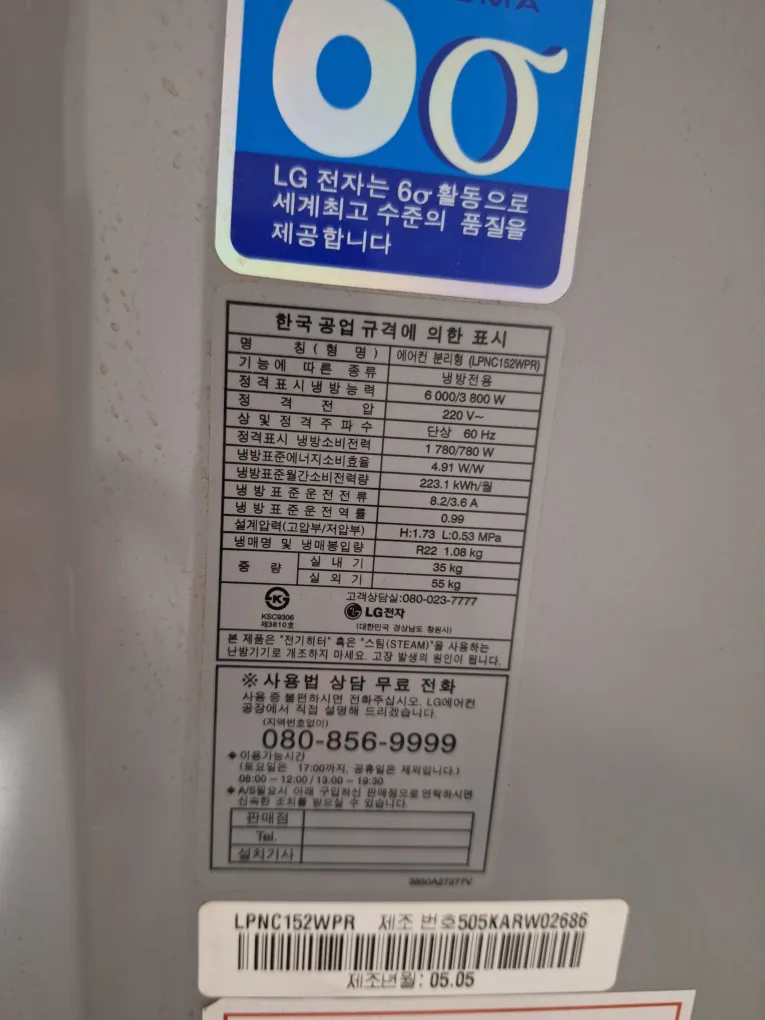 6σ
LG 전자는 6σ 활동으로
세계최고 수준의 품질을
제공합니다
한국 공업 규격에 의한 표시
명 칭 (형 명) 에어컨 분리형 (LPNC152WPR)
기능에 따른 종류 냉방전용
정격표시냉방능력 6 000/3 800 W
정격전압 220 V~
상 및 정격주파수 단상 60 Hz
정격표시 냉방소비전력 1 780/780 W
냉방표준에너지소비효율 4.91 W/W
냉방표준월간소비전력량 223.1 kWh/월
냉방표준운전전류 8.2/3.6 A
냉방표준운전역률 0.99
설계압력(고압부/저압부) H:1.73 L:0.53 MPa
냉매명 및 냉매봉입량 R22 1.08 kg
중 량 실 내 기 35 kg
실 외 기 55 kg
고객상담실:080-023-7777
KSC9306
제3810호
LG전자
(대한민국 경상남도 창원시)
본 제품은 "전기히터" 혹은 "스팀(STEAM)"을 사용하는
난방기기로 개조하지 마세요. 고장 발생의 원인이 됩니다.
※ 사용법 상담 무료 전화
사용 중 불편하시면 전화주십시오. LG에어컨
공장에서 직접 설명해 드리겠습니다.
(지역번호없이)
080-856-9999
◈ 이용가능시간
(토요일은 17:00까지, 공휴일은 제외입니다.)
08:00 ~ 12:00 / 13:00 ~ 19:30
◈ A/S필요시 아래 구입하신 판매점으로 연락하시면
신속한 조치를 받으실 수 있습니다.
판매점
Tel.
설치기사
3850A27277V
LPNC152WPR 제조 번호505KARW02686
제조년월: 05.05